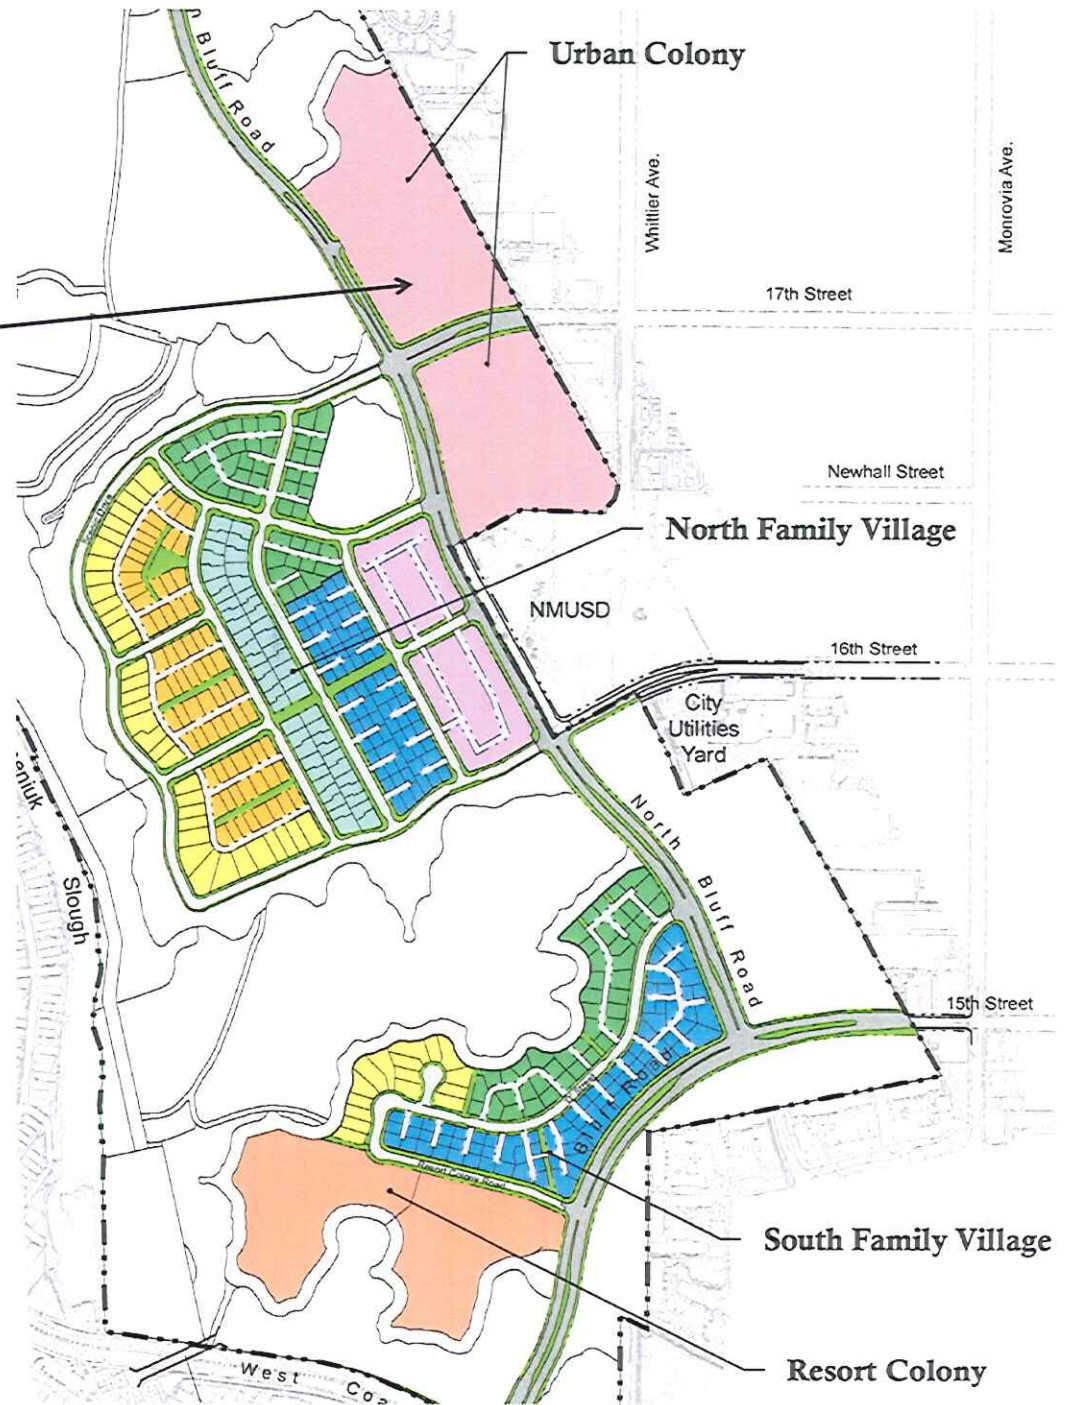 Bluff Road
Urban Colony
Whittier Ave.
Monrovia Ave.
17th Street
Newhall Street
North Family Village
Scenic Drive
NMUSD
16th Street
City
Utilities
Yard
North Bluff Road
Slough
15th Street
Bluff Road
Resort Colony Road
South Family Village
Resort Colony
West